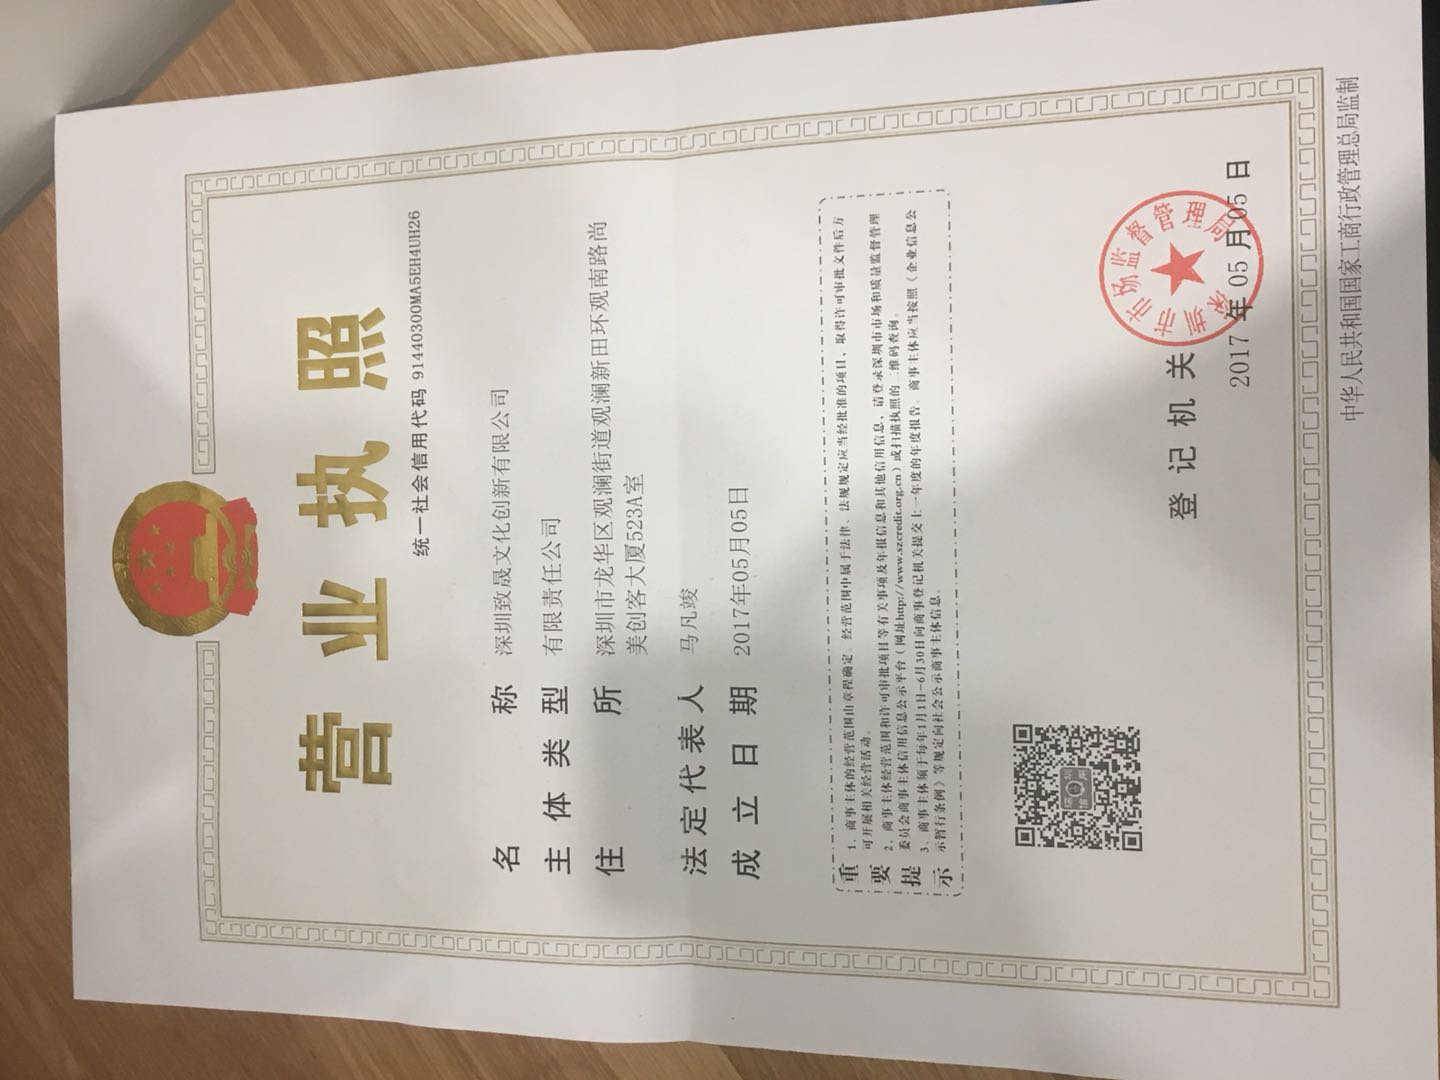 营业执照
统一社会信用代码 91440300MA5EH4UH26
名称 深圳致晟文化创新有限公司
主体类型 有限责任公司
住所 深圳市龙华区观澜街道观澜新田环观南路尚
美创客大厦523A室
法定代表人 马凡竣
成立日期 2017年05月05日
重要提示
1、商事主体的经营范围由章程确定。经营范围中属于法律、法规规定应当经批准的项目，取得许可审批文件后方
可开展相关经营活动。
2、商事主体经营范围和许可审批项目等有关事项及年报信息和其他信用信息，请登录深圳市市场和质量监督管理
委员会商事主体信用信息公示平台（网址http://www.szcredit.org.cn）或扫描执照的二维码查询。
3、商事主体须于每年1月1日-6月30日向商事登记机关提交上一年度的年度报告。商事主体应当按照《企业信息公
示暂行条例》等规定向社会公示商事主体信息。
深圳
信用
登记机关
深圳市市场监督管理局
2017年05月05日
中华人民共和国国家工商行政管理总局监制